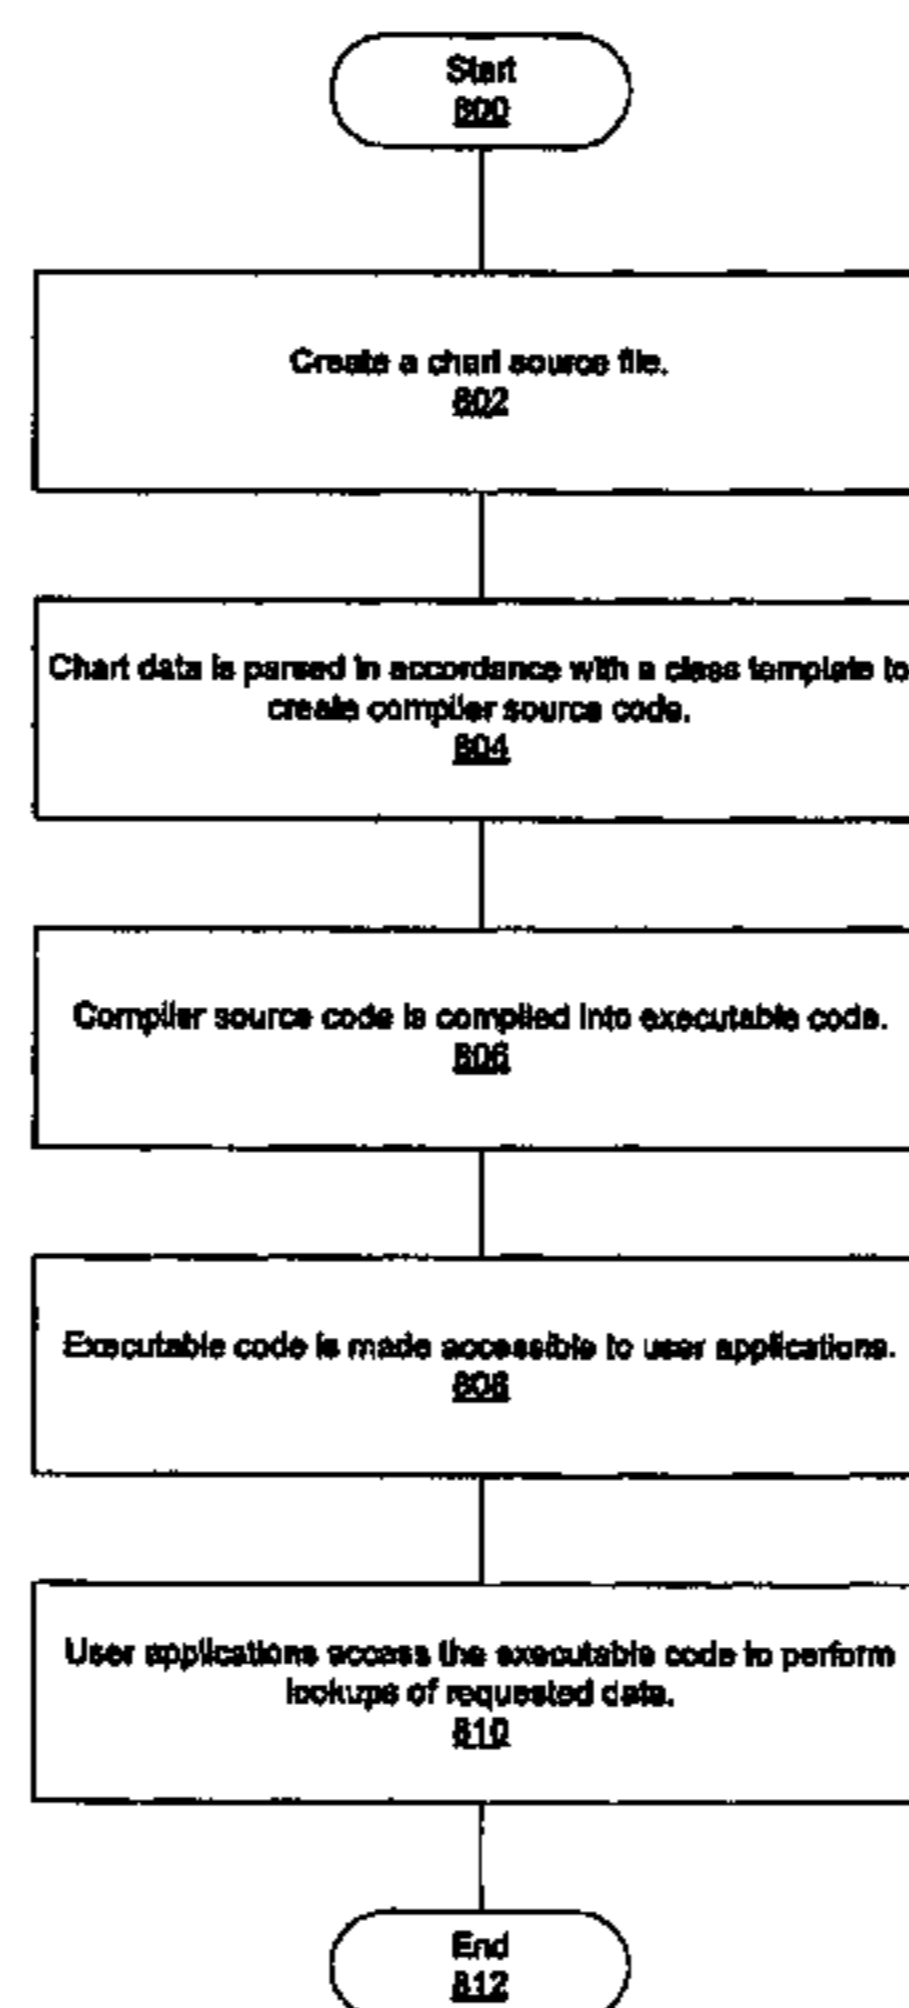 Start
800
Create a chart source file.
802
Chart data is parsed in accordance with a class template to
create compiler source code.
804
Compiler source code is compiled into executable code.
806
Executable code is made accessible to user applications.
808
User applications access the executable code to perform
lookups of requested data.
810
End
812